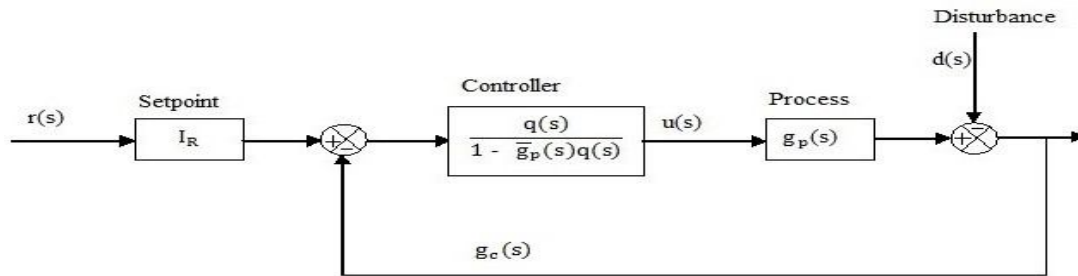 Disturbance
d(s)
r(s)
Setpoint
I_R
Controller
q(s)
1 - g̅_p(s)q(s)
u(s)
Process
g_p(s)
+
−
+
−
g_c(s)